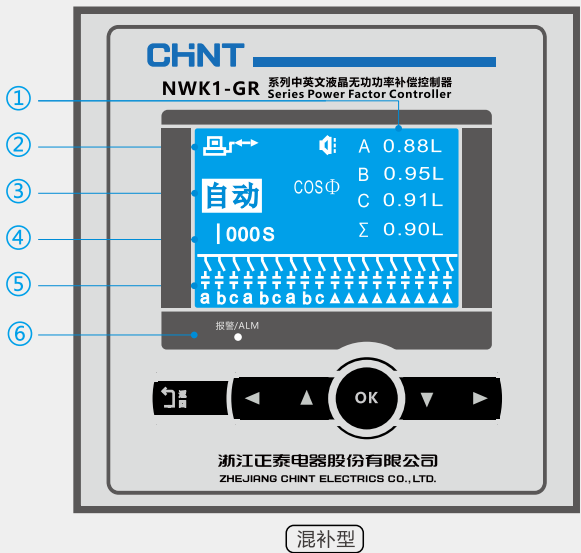 CHINT
NWK1-GR 系列中英文液晶无功功率补偿控制器
Series Power Factor Controller
①
②
③
④
⑤
⑥
A 0.88L
B 0.95L
COSΦ
C 0.91L
Σ 0.90L
自动
|000S
a b c a b c a b c Δ Δ Δ Δ Δ Δ Δ Δ Δ
报警/ALM
返回
OK
浙江正泰电器股份有限公司
ZHEJIANG CHINT ELECTRICS CO., LTD.
混补型